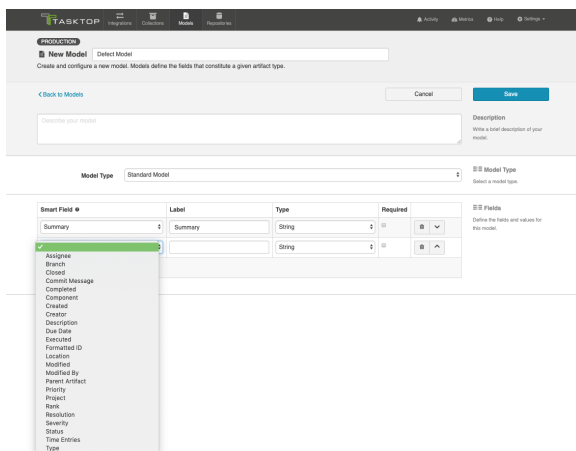 TASKTOP
Integrations Collections Models Repositories Activity Metrics Help Settings
PRODUCTION
New Model Defect Model
Create and configure a new model. Models define the fields that constitute a given artifact type.
Back to Models Cancel Save
Describe your model
Description
Write a brief description of your
model.
Model Type Standard Model
Model Type
Select a model type.
Smart Field Label Type Required
Summary Summary String
String
Fields
Define the fields and values for
this model.
Assignee
Branch
Closed
Commit Message
Completed
Component
Created
Creator
Description
Due Date
Executed
Formatted ID
Location
Modified
Modified By
Parent Artifact
Priority
Project
Rank
Resolution
Severity
Status
Time Entries
Type